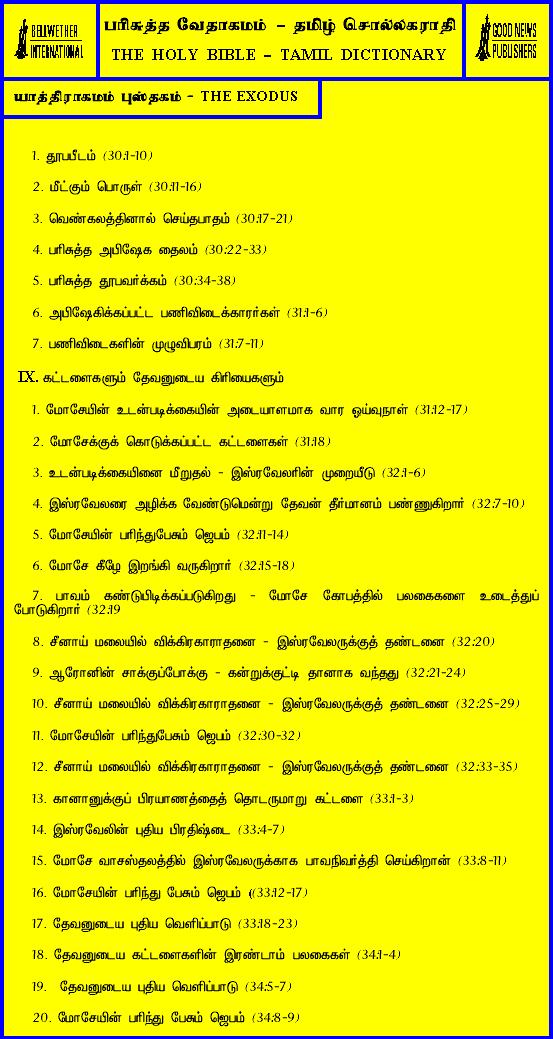 BELLWETHER
INTERNATIONAL
பரிசுத்த வேதாகமம் – தமிழ் சொல்லகராதி
THE HOLY BIBLE – TAMIL DICTIONARY
GOOD NEWS
PUBLISHERS
யாத்திராகமம் புஸ்தகம் - THE EXODUS
1. தூபபீடம் (30:1-10)
2. மீட்கும் பொருள் (30:11-16)
3. வெண்கலத்தினால் செய்தபாதம் (30:17-21)
4. பரிசுத்த அபிஷேக தைலம் (30:22-33)
5. பரிசுத்த தூபவர்க்கம் (30:34-38)
6. அபிஷேகிக்கப்பட்ட பணிவிடைக்காரர்கள் (31:1-6)
7. பணிவிடைகளின் முழுவிபரம் (31:7-11)
IX. கட்டளைகளும் தேவனுடைய கிரியைகளும்
1. மோசேயின் உடன்படிக்கையின் அடையாளமாக வார ஓய்வுநாள் (31:12-17)
2. மோசேக்குக் கொடுக்கப்பட்ட கட்டளைகள் (31:18)
3. உடன்படிக்கையினை மீறுதல் - இஸ்ரவேலரின் முறையீடு (32:1-6)
4. இஸ்ரவேலரை அழிக்க வேண்டுமென்று தேவன் தீர்மானம் பண்ணுகிறார் (32:7-10)
5. மோசேயின் பரிந்துபேசும் ஜெபம் (32:11-14)
6. மோசே கீழே இறங்கி வருகிறார் (32:15-18)
7. பாவம் கண்டுபிடிக்கப்படுகிறது - மோசே கோபத்தில் பலகைகளை உடைத்துப்
போடுகிறார் (32:19
8. சீனாய் மலையில் விக்கிரகாராதனை - இஸ்ரவேலருக்குத் தண்டனை (32:20)
9. ஆரோனின் சாக்குப்போக்கு - கன்றுக்குட்டி தானாக வந்தது (32:21-24)
10. சீனாய் மலையில் விக்கிரகாராதனை - இஸ்ரவேலருக்குத் தண்டனை (32:25-29)
11. மோசேயின் பரிந்துபேசும் ஜெபம் (32:30-32)
12. சீனாய் மலையில் விக்கிரகாராதனை - இஸ்ரவேலருக்குத் தண்டனை (32:33-35)
13. கானானுக்குப் பிரயாணத்தைத் தொடருமாறு கட்டளை (33:1-3)
14. இஸ்ரவேலின் புதிய பிரதிஷ்டை (33:4-7)
15. மோசே வாசஸ்தலத்தில் இஸ்ரவேலருக்காக பாவநிவர்த்தி செய்கிறான் (33:8-11)
16. மோசேயின் பரிந்து பேசும் ஜெபம் ((33:12-17)
17. தேவனுடைய புதிய வெளிப்பாடு (33:18-23)
18. தேவனுடைய கட்டளைகளின் இரண்டாம் பலகைகள் (34:1-4)
19. தேவனுடைய புதிய வெளிப்பாடு (34:5-7)
20. மோசேயின் பரிந்து பேசும் ஜெபம் (34:8-9)